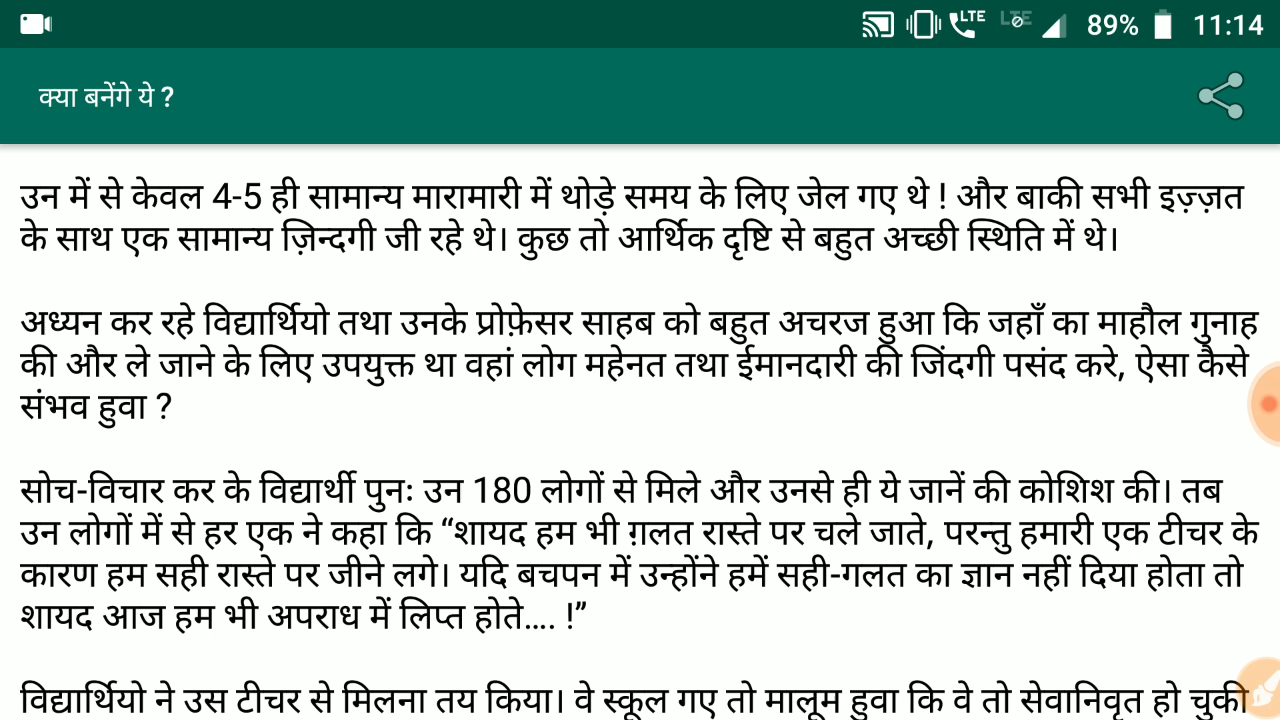 LTE LTE 89% 11:14
क्या बनेंगे ये ?
उन में से केवल 4-5 ही सामान्य मारामारी में थोड़े समय के लिए जेल गए थे ! और बाकी सभी इज़्ज़त
के साथ एक सामान्य ज़िन्दगी जी रहे थे। कुछ तो आर्थिक दृष्टि से बहुत अच्छी स्थिति में थे।
अध्यन कर रहे विद्यार्थियो तथा उनके प्रोफ़ेसर साहब को बहुत अचरज हुआ कि जहाँ का माहौल गुनाह
की और ले जाने के लिए उपयुक्त था वहां लोग महेनत तथा ईमानदारी की जिंदगी पसंद करे, ऐसा कैसे
संभव हुवा ?
सोच-विचार कर के विद्यार्थी पुनः उन 180 लोगों से मिले और उनसे ही ये जानें की कोशिश की। तब
उन लोगों में से हर एक ने कहा कि “शायद हम भी ग़लत रास्ते पर चले जाते, परन्तु हमारी एक टीचर के
कारण हम सही रास्ते पर जीने लगे। यदि बचपन में उन्होंने हमें सही-गलत का ज्ञान नहीं दिया होता तो
शायद आज हम भी अपराध में लिप्त होते…. !”
विद्यार्थियो ने उस टीचर से मिलना तय किया। वे स्कूल गए तो मालूम हुवा कि वे तो सेवानिवृत हो चुकी